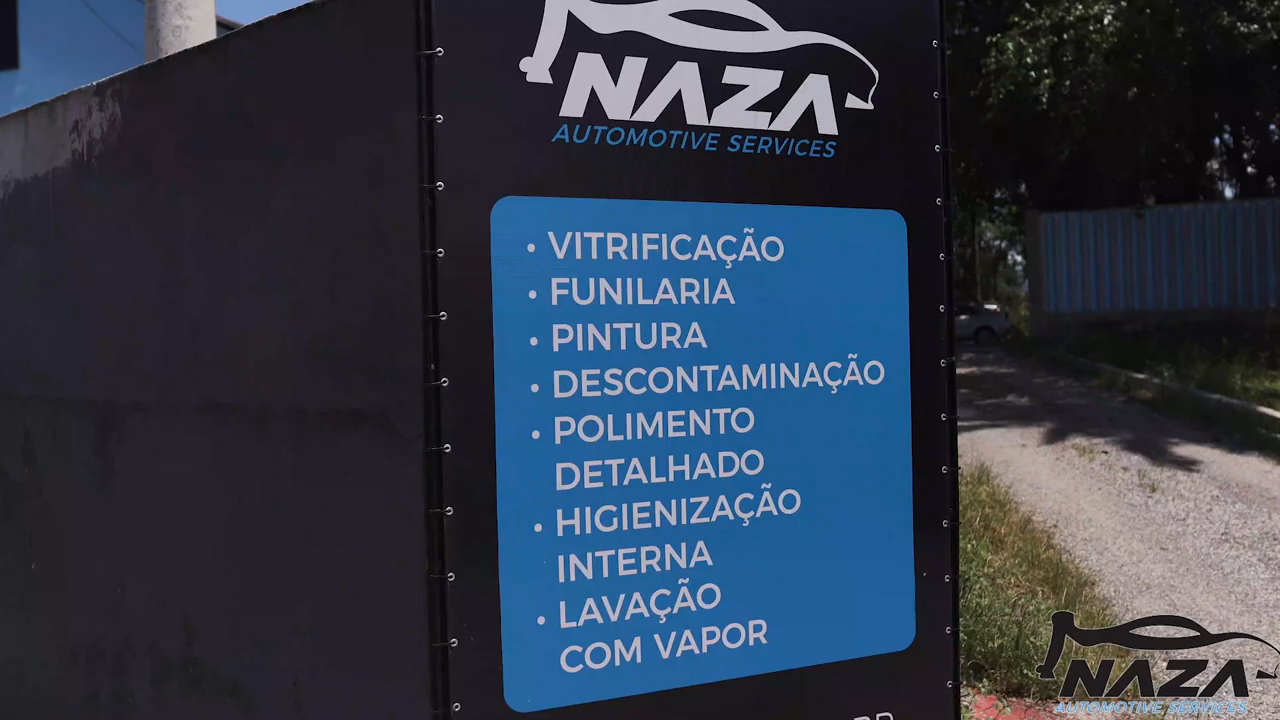 NAZA
AUTOMOTIVE SERVICES
• VITRIFICAÇÃO
• FUNILARIA
• PINTURA
• DESCONTAMINAÇÃO
• POLIMENTO
DETALHADO
• HIGIENIZAÇÃO
INTERNA
• LAVAÇÃO
COM VAPOR
NAZA
AUTOMOTIVE SERVICES